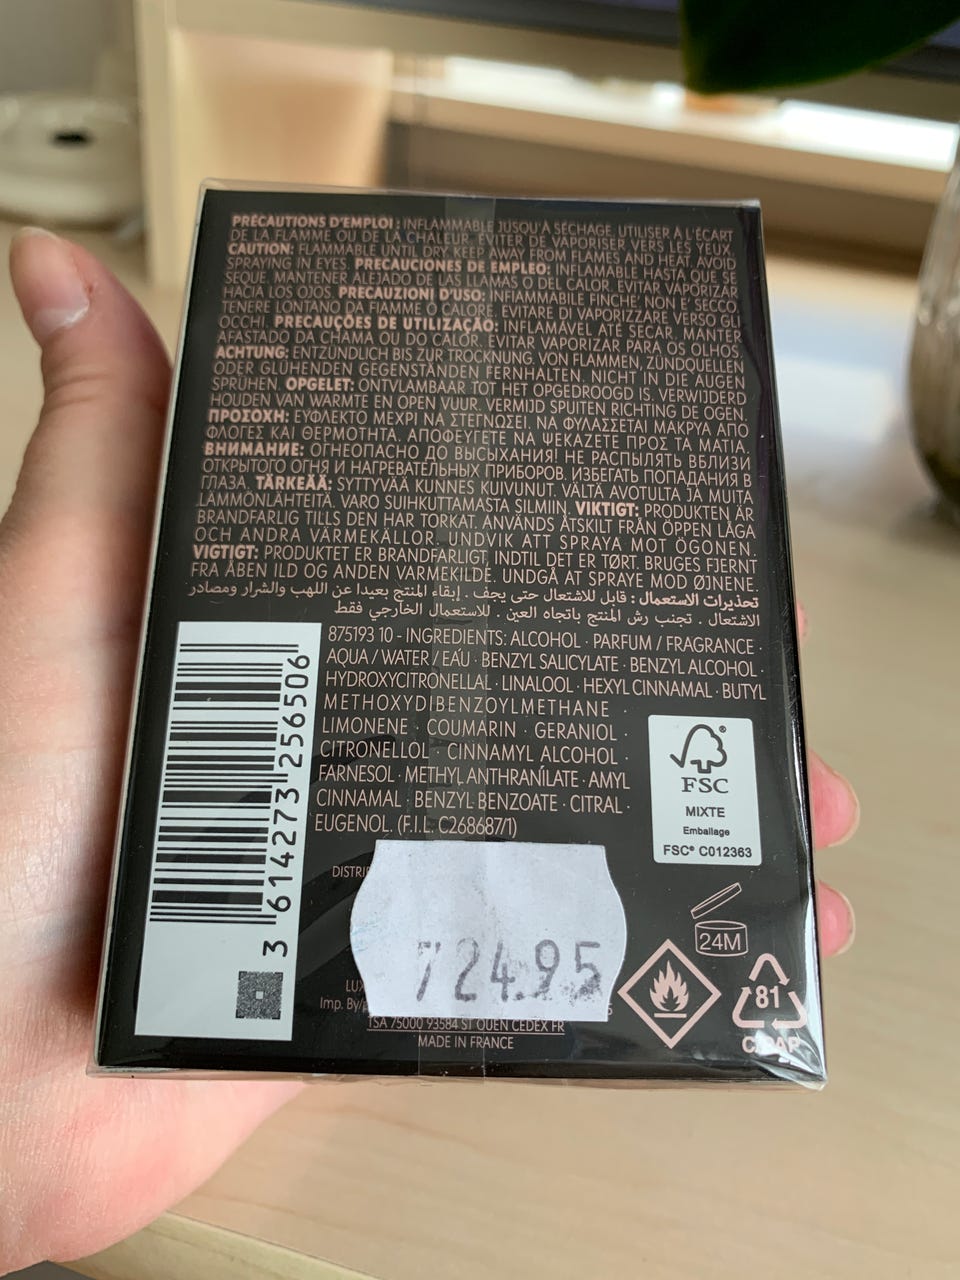 PRÉCAUTIONS D'EMPLOI : INFLAMMABLE JUSQU'À SÉCHAGE. UTILISER À L'ÉCART
DE LA FLAMME OU DE LA CHALEUR. ÉVITER DE VAPORISER VERS LES YEUX.
CAUTION: FLAMMABLE UNTIL DRY. KEEP AWAY FROM FLAMES AND HEAT. AVOID
SPRAYING IN EYES. PRECAUCIONES DE EMPLEO: INFLAMABLE HASTA QUE SE
SEQUE. MANTENER ALEJADO DE LAS LLAMAS O DEL CALOR. EVITAR VAPORIZAR
HACIA LOS OJOS. PRECAUZIONI D'USO: INFIAMMABILE FINCHE' NON E' SECCO.
TENERE LONTANO DA FIAMME O CALORE. EVITARE DI VAPORIZZARE VERSO GLI
OCCHI. PRECAUÇÕES DE UTILIZAÇÃO: INFLAMÁVEL ATÉ SECAR. MANTER
AFASTADO DA CHAMA OU DO CALOR. EVITAR VAPORIZAR PARA OS OLHOS.
ACHTUNG: ENTZÜNDLICH BIS ZUR TROCKNUNG. VON FLAMMEN, ZÜNDQUELLEN
ODER GLÜHENDEN GEGENSTÄNDEN FERNHALTEN. NICHT IN DIE AUGEN
SPRÜHEN. OPGELET: ONTVLAMBAAR TOT HET OPGEDROOGD IS. VERWIJDERD
HOUDEN VAN WARMTE EN OPEN VUUR. VERMIJD SPUITEN RICHTING DE OGEN.
ΠΡΟΣΟΧΗ: ΕΥΦΛΕΚΤΟ ΜΕΧΡΙ ΝΑ ΣΤΕΓΝΩΣΕΙ. ΝΑ ΦΥΛΑΣΣΕΤΑΙ ΜΑΚΡΥΑ ΑΠΟ
ΦΛΟΓΕΣ ΚΑΙ ΘΕΡΜΟΤΗΤΑ. ΑΠΟΦΕΥΓΕΤΕ ΝΑ ΨΕΚΑΖΕΤΕ ΠΡΟΣ ΤΑ ΜΑΤΙΑ.
ВНИМАНИЕ: ОГНЕОПАСНО ДО ВЫСЫХАНИЯ! НЕ РАСПЫЛЯТЬ ВБЛИЗИ
ОТКРЫТОГО ОГНЯ И НАГРЕВАТЕЛЬНЫХ ПРИБОРОВ. ИЗБЕГАТЬ ПОПАДАНИЯ В
ГЛАЗА. TÄRKEÄÄ: SYTTYVÄÄ KUNNES KUIVUNUT. VÄLTÄ AVOTULTA JA MUITA
LÄMMÖNLÄHTEITÄ. VARO SUIHKUTTAMASTA SILMIIN. VIKTIGT: PRODUKTEN ÄR
BRANDFARLIG TILLS DEN HAR TORKAT. ANVÄNDS ÅTSKILT FRÅN ÖPPEN LÅGA
OCH ANDRA VÄRMEKÄLLOR. UNDVIK ATT SPRAYA MOT ÖGONEN.
VIGTIGT: PRODUKTET ER BRANDFARLIGT, INDTIL DET ER TØRT. BRUGES FJERNT
FRA ÅBEN ILD OG ANDEN VARMEKILDE. UNDGÅ AT SPRAYE MOD ØJNENE.
تحذيرات الاستعمال : قابل للاشتعال حتى يجف . إبقاء المنتج بعيدا عن اللهب والشرار ومصادر
الاشتعال . تجنب رش المنتج باتجاه العين . للاستعمال الخارجي فقط
875193 10 - INGREDIENTS: ALCOHOL · PARFUM / FRAGRANCE ·
AQUA / WATER / EAU · BENZYL SALICYLATE · BENZYL ALCOHOL
HYDROXYCITRONELLAL · LINALOOL · HEXYL CINNAMAL · BUTYL
METHOXYDIBENZOYLMETHANE ·
LIMONENE · COUMARIN · GERANIOL ·
CITRONELLOL · CINNAMYL ALCOHOL ·
FARNESOL · METHYL ANTHRANILATE · AMYL
CINNAMAL · BENZYL BENZOATE · CITRAL ·
EUGENOL. (F.I.L. C268687/1)
3 614273 256506
FSC®
MIXTE
Emballage
FSC® C012363
DISTRI
724.95
24M
LUX
Imp. By/
TSA 75000 93584 ST OUEN CEDEX FR
MADE IN FRANCE
81